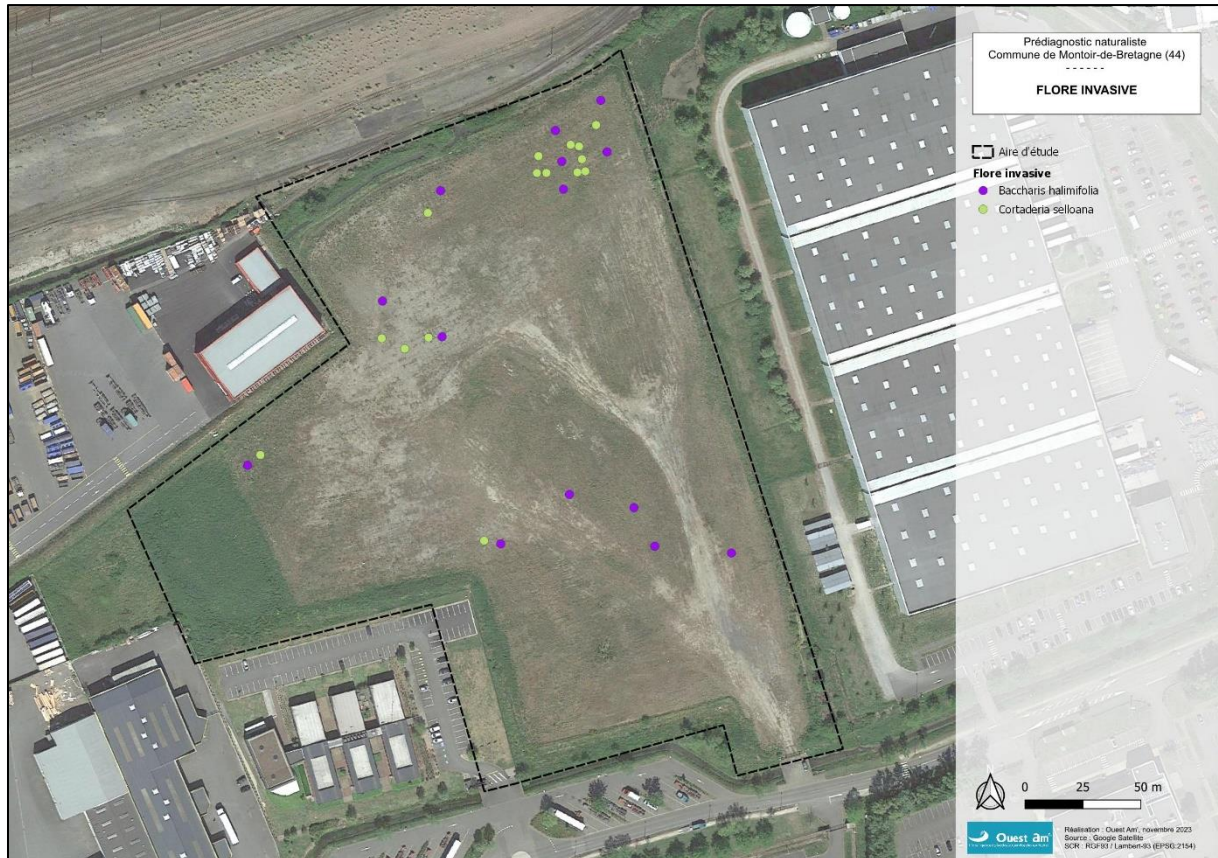 Prédiagnostic naturaliste
Commune de Montoir-de-Bretagne (44)
- - - - - -
FLORE INVASIVE
Aire d'étude
Flore invasive
Baccharis halimifolia
Cortaderia selloana
0 25 50 m
Ouest am'
Réalisation : Ouest Am', novembre 2023
Source : Google Satellite
SCR : RGF93 / Lambert-93 (EPSG:2154)